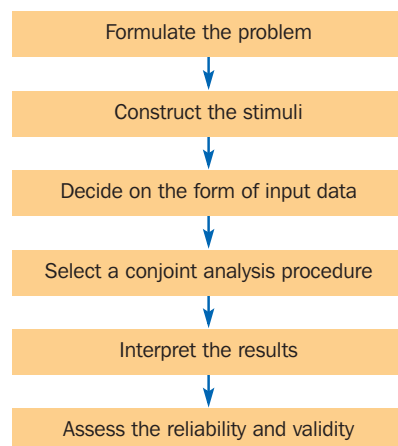 Formulate the problem
Construct the stimuli
Decide on the form of input data
Select a conjoint analysis procedure
Interpret the results
Assess the reliability and validity